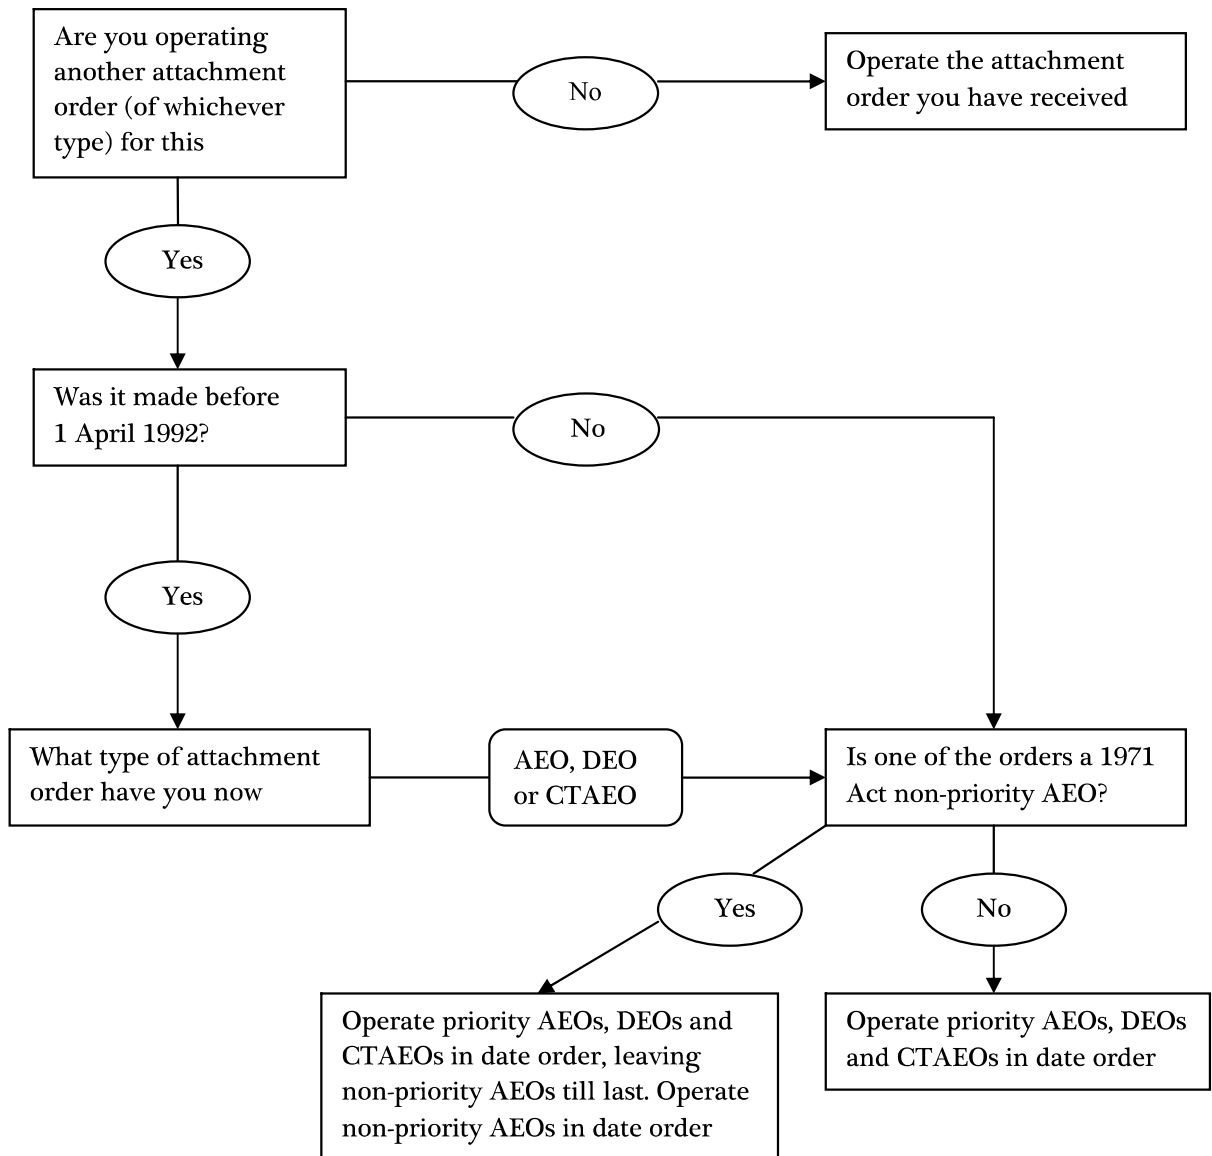 Are you operating
another attachment
order (of whichever
type) for this
No
Operate the attachment
order you have received
Yes
Was it made before
1 April 1992?
No
Yes
What type of attachment
order have you now
AEO, DEO
or CTAEO
Is one of the orders a 1971
Act non-priority AEO?
Yes
No
Operate priority AEOs, DEOs and
CTAEOs in date order, leaving
non-priority AEOs till last. Operate
non-priority AEOs in date order
Operate priority AEOs, DEOs
and CTAEOs in date order